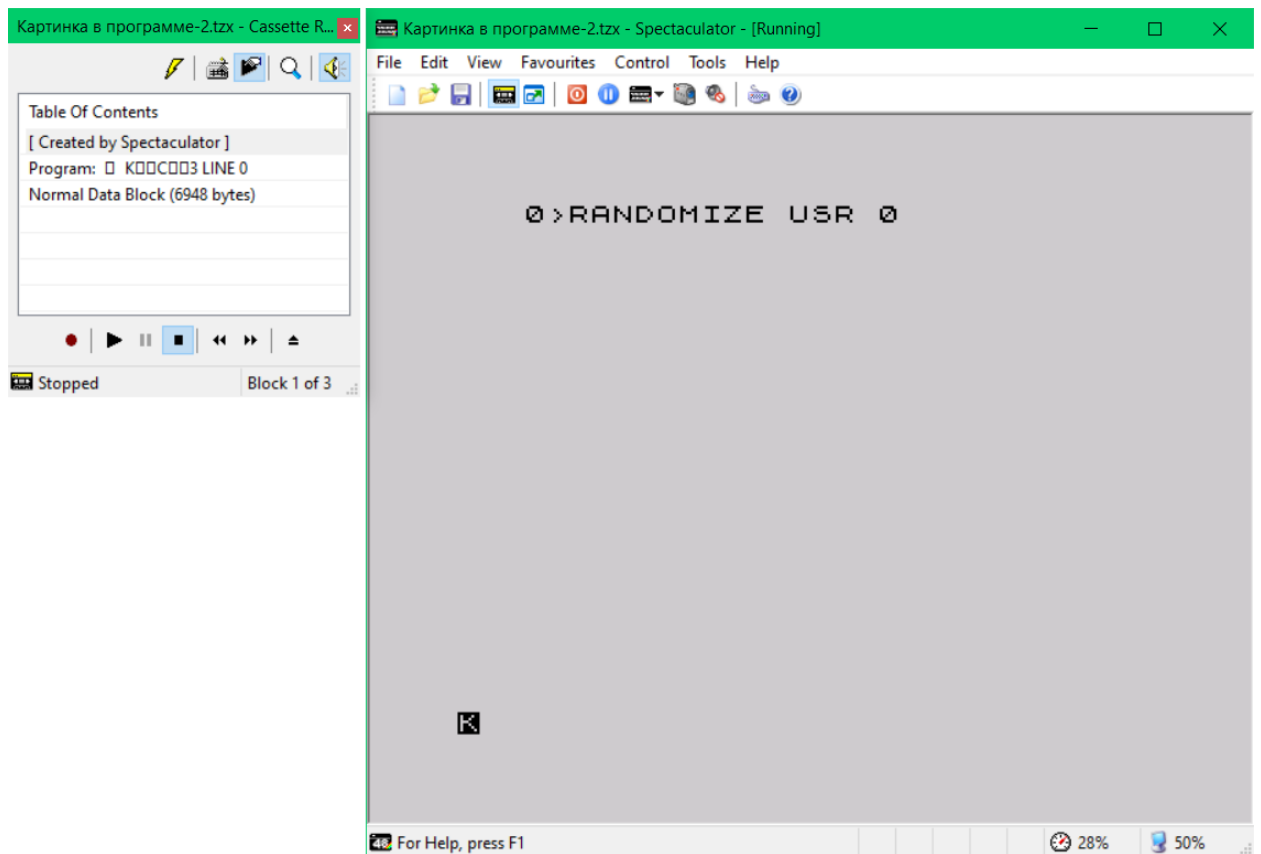 Картинка в программе-2.tzx - Cassette R...
Table Of Contents
[ Created by Spectaculator ]
Program: □ K□□C□□3 LINE 0
Normal Data Block (6948 bytes)
Stopped
Block 1 of 3
Картинка в программе-2.tzx - Spectaculator - [Running]
File Edit View Favourites Control Tools Help
0>RANDOMIZE USR 0
K
48 For Help, press F1
28%
50%